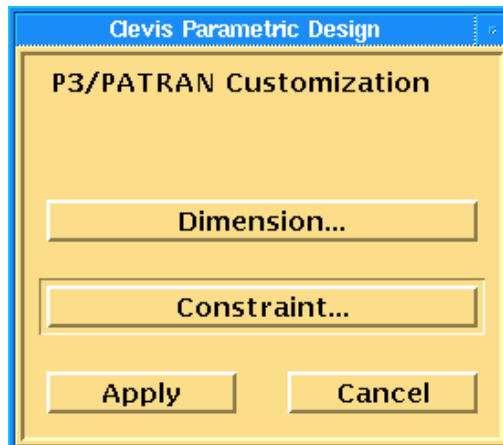 Clevis Parametric Design
P3/PATRAN Customization
Dimension...
Constraint...
Apply Cancel